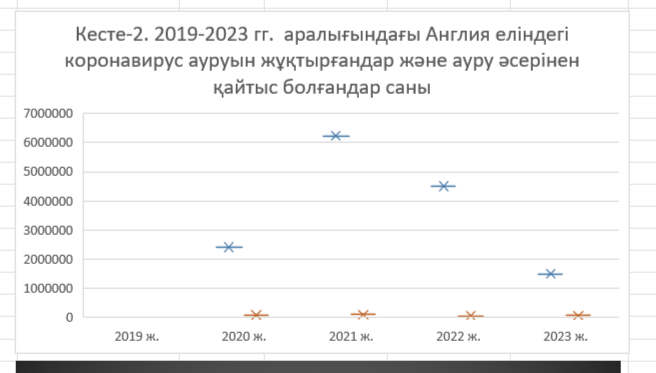 Кесте-2. 2019-2023 гг.  аралығындағы Англия еліндегі
коронавирус ауруын жұқтырғандар және ауру әсерінен
қайтыс болғандар саны
7000000
6000000
5000000
4000000
3000000
2000000
1000000
0
2019 ж. 2020 ж. 2021 ж. 2022 ж. 2023 ж.